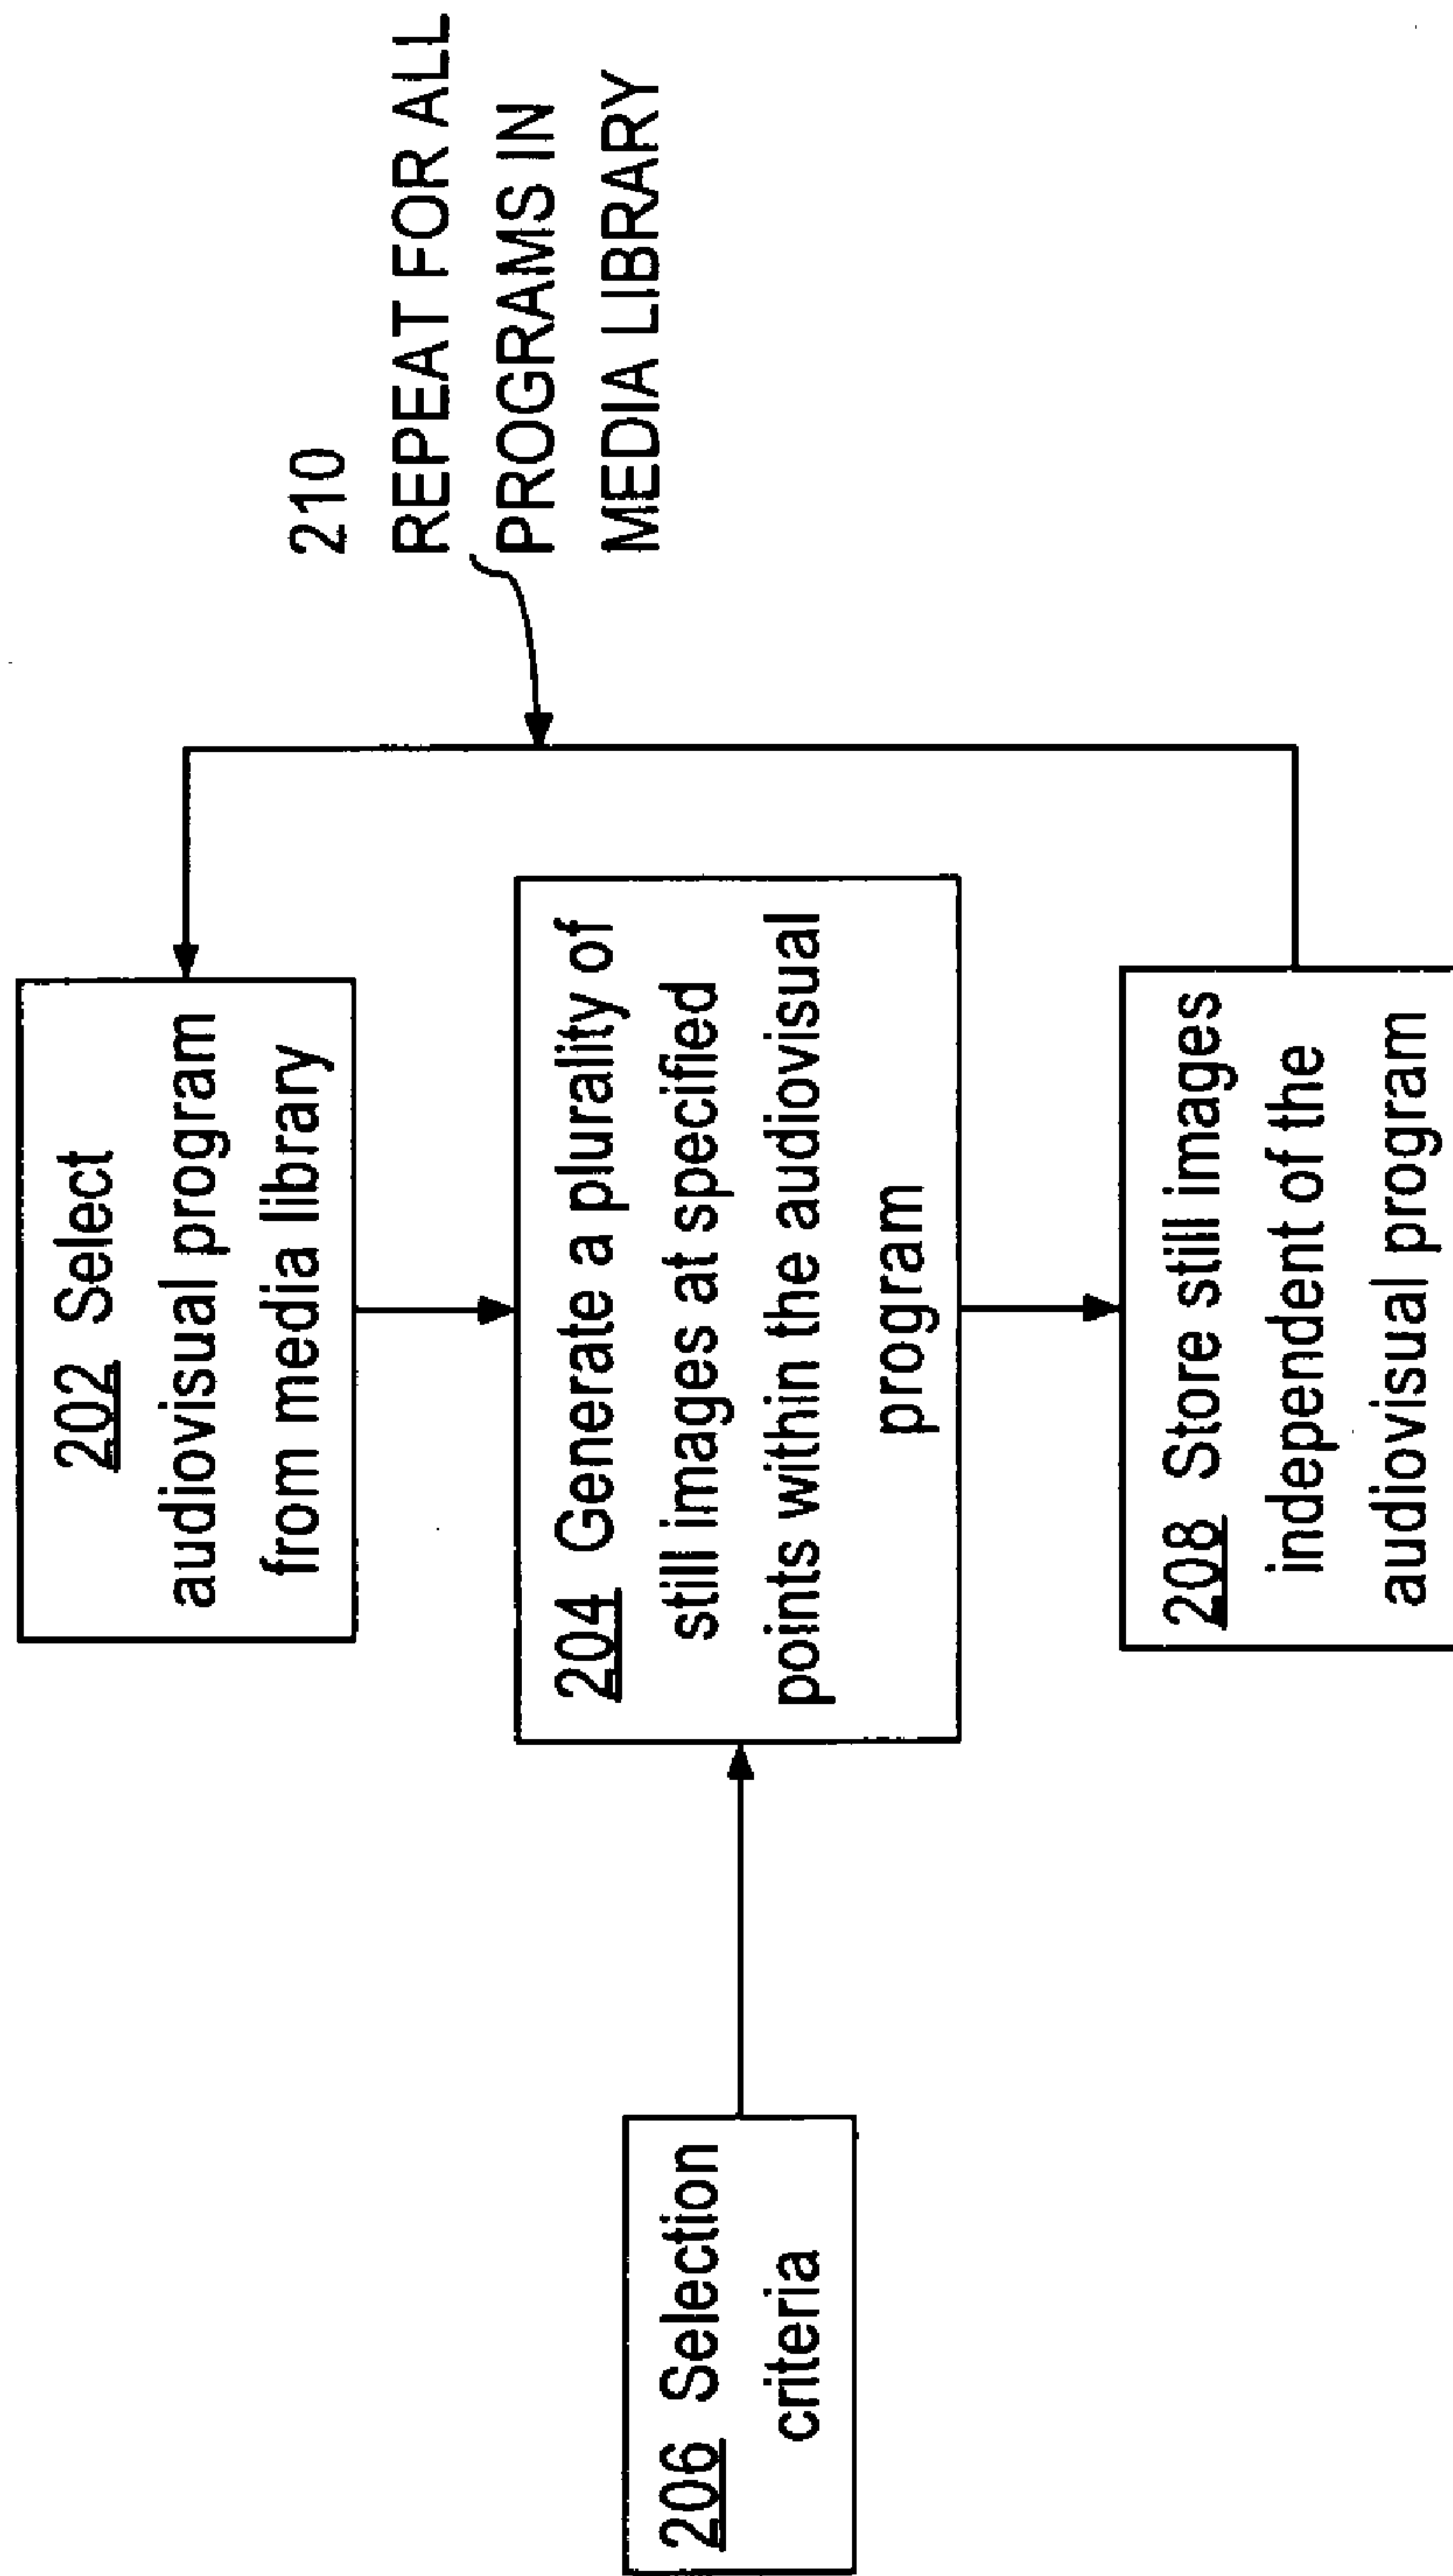 202 Select
audiovisual program
from media library
210
REPEAT FOR ALL
PROGRAMS IN
MEDIA LIBRARY
206 Selection
criteria
204 Generate a plurality of
still images at specified
points within the audiovisual
program
208 Store still images
independent of the
audiovisual program